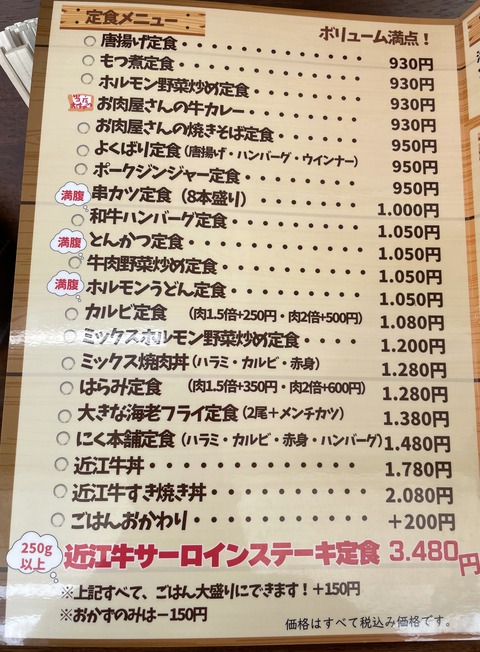 定食メニュー
ボリューム満点！
唐揚げ定食・・・・・・・・・・・930円
もつ煮定食・・・・・・・・・・・930円
ホルモン野菜炒め定食・・・・・・930円
お肉屋さんの牛カレー・・・・・・930円
お肉屋さんの焼きそば定食・・・・950円
よくばり定食（唐揚げ・ハンバーグ・ウインナー）950円
ポークジンジャー定食・・・・・・950円
満腹 串カツ定食（8本盛り）・・・・・・1.000円
和牛ハンバーグ定食・・・・・・・1.050円
満腹 とんかつ定食・・・・・・・・・1.050円
牛肉野菜炒め定食・・・・・・・・1.050円
満腹 ホルモンうどん定食・・・・・・・1.050円
カルビ定食（肉1.5倍+250円・肉2倍+500円）1.080円
ミックスホルモン野菜炒め定食・・・・1.200円
ミックス焼肉丼（ハラミ・カルビ・赤身）1.280円
はらみ定食（肉1.5倍+350円・肉2倍+600円）1.280円
大きな海老フライ定食（2尾＋メンチカツ）1.380円
にく本舗定食（ハラミ・カルビ・赤身・ハンバーグ）1.480円
近江牛丼・・・・・・・・・・・・1.780円
近江牛すき焼き丼・・・・・・・・2.080円
ごはんおかわり・・・・・・・・・＋200円
250g以上 近江牛サーロインステーキ定食 3.480円
※上記すべて、ごはん大盛りにできます！＋150円
※おかずのみは－150円
価格はすべて税込み価格です。